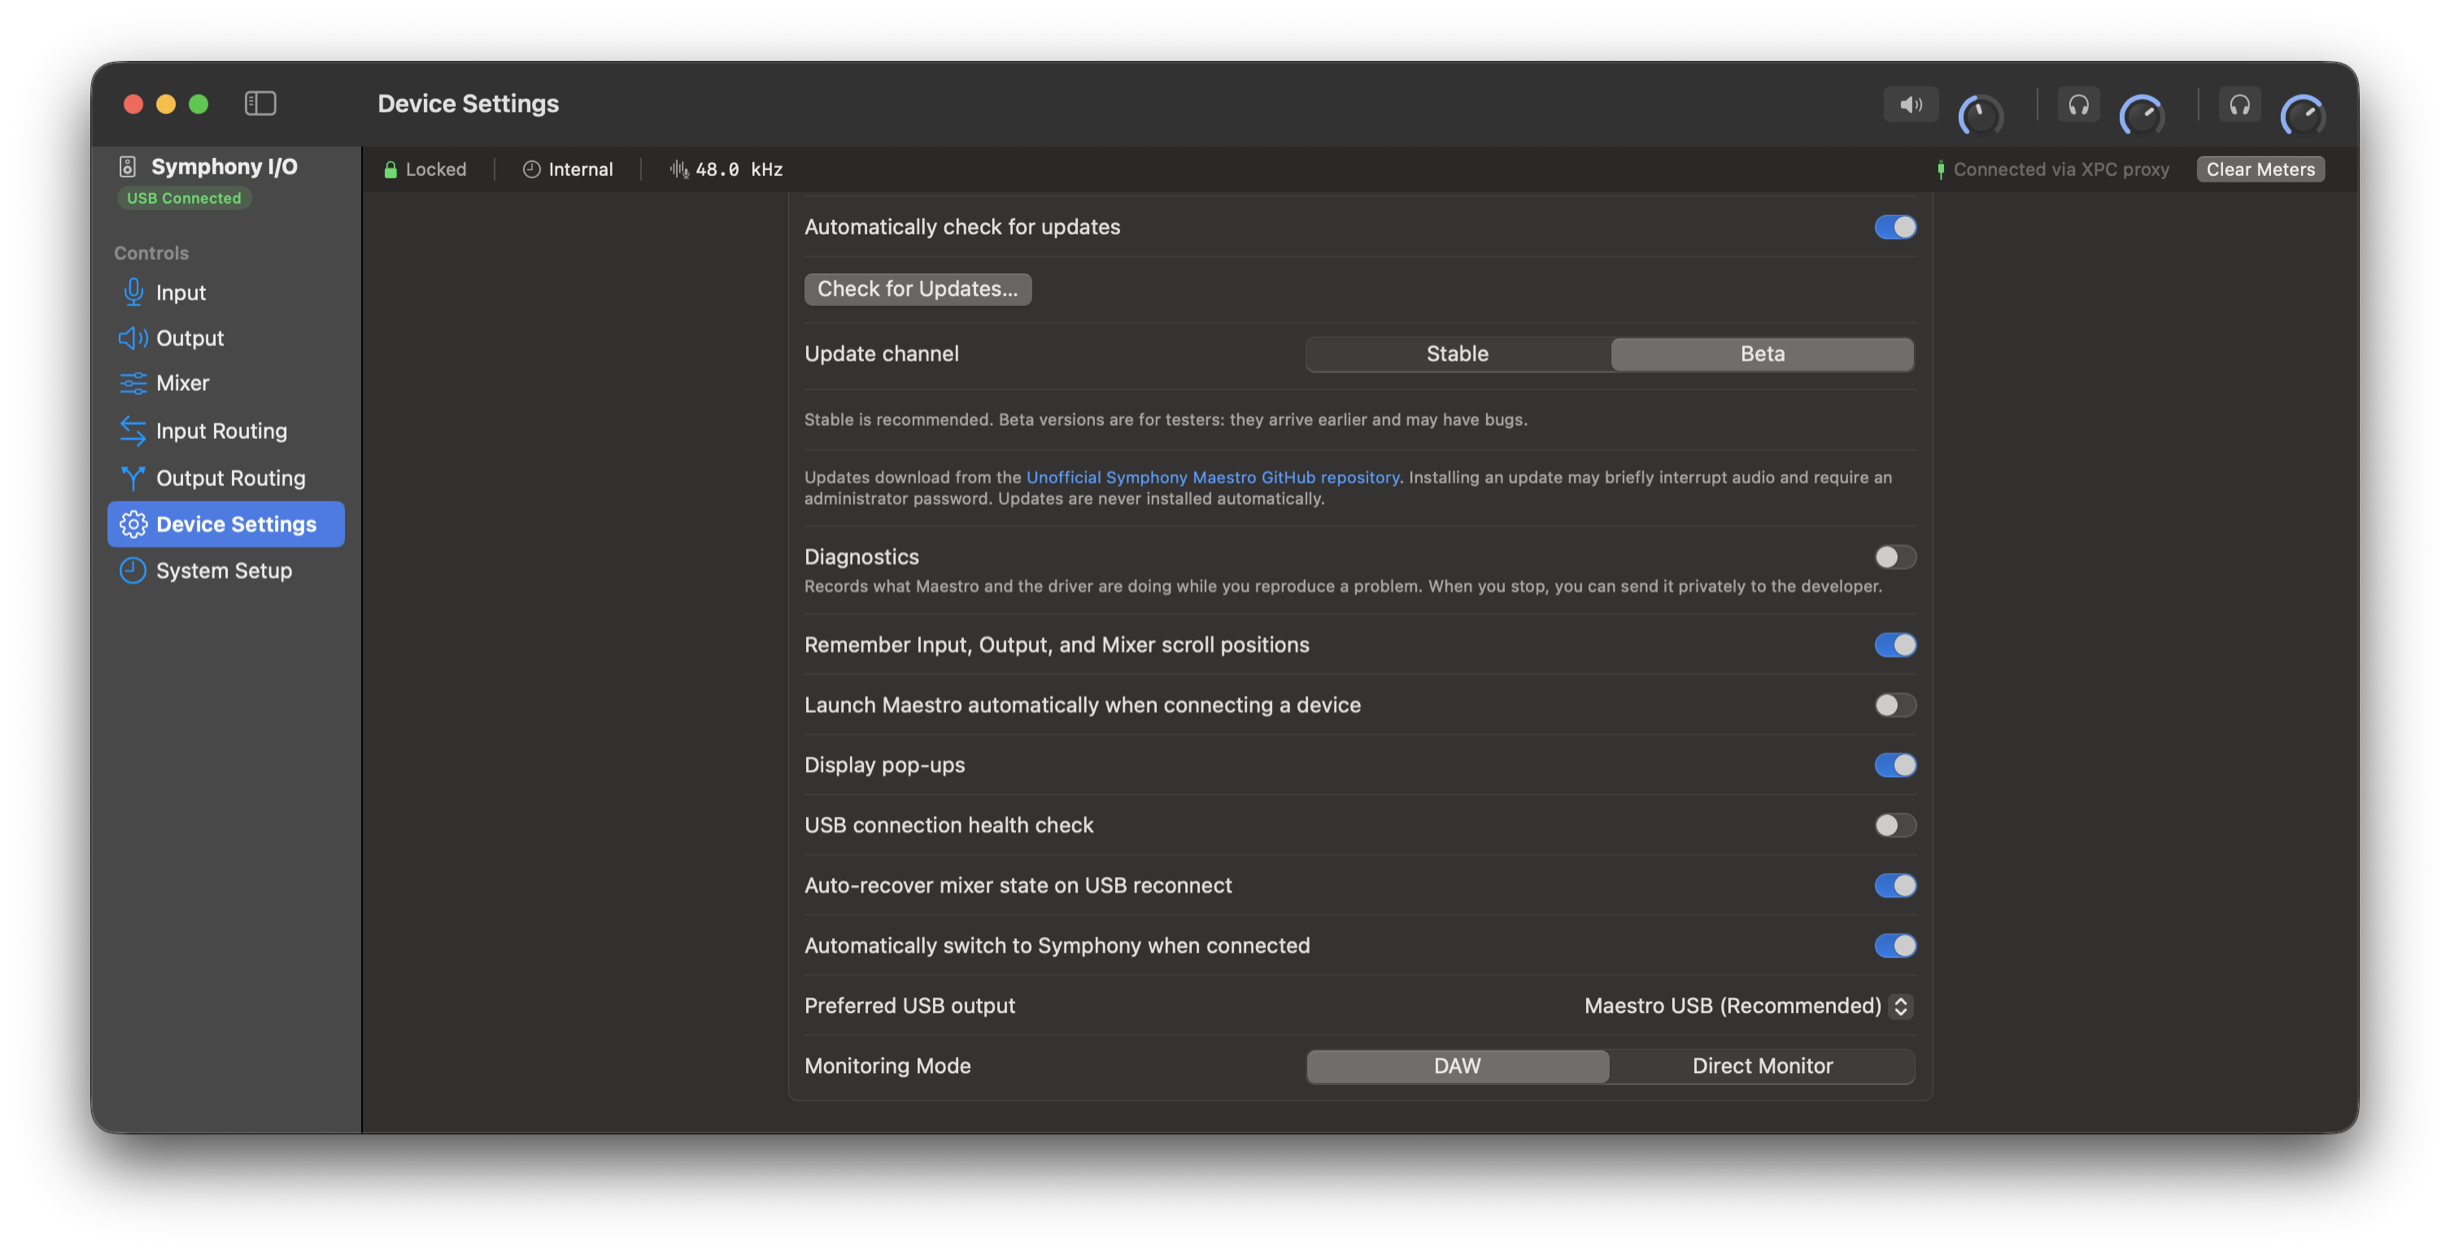 Device Settings
Symphony I/O
USB Connected
Locked
Internal
48.0 kHz
Connected via XPC proxy
Clear Meters
Controls
Input
Output
Mixer
Input Routing
Output Routing
Device Settings
System Setup
Automatically check for updates
Check for Updates...
Update channel
Stable
Beta
Stable is recommended. Beta versions are for testers: they arrive earlier and may have bugs.
Updates download from the Unofficial Symphony Maestro GitHub repository. Installing an update may briefly interrupt audio and require an
administrator password. Updates are never installed automatically.
Diagnostics
Records what Maestro and the driver are doing while you reproduce a problem. When you stop, you can send it privately to the developer.
Remember Input, Output, and Mixer scroll positions
Launch Maestro automatically when connecting a device
Display pop-ups
USB connection health check
Auto-recover mixer state on USB reconnect
Automatically switch to Symphony when connected
Preferred USB output
Maestro USB (Recommended)
Monitoring Mode
DAW
Direct Monitor